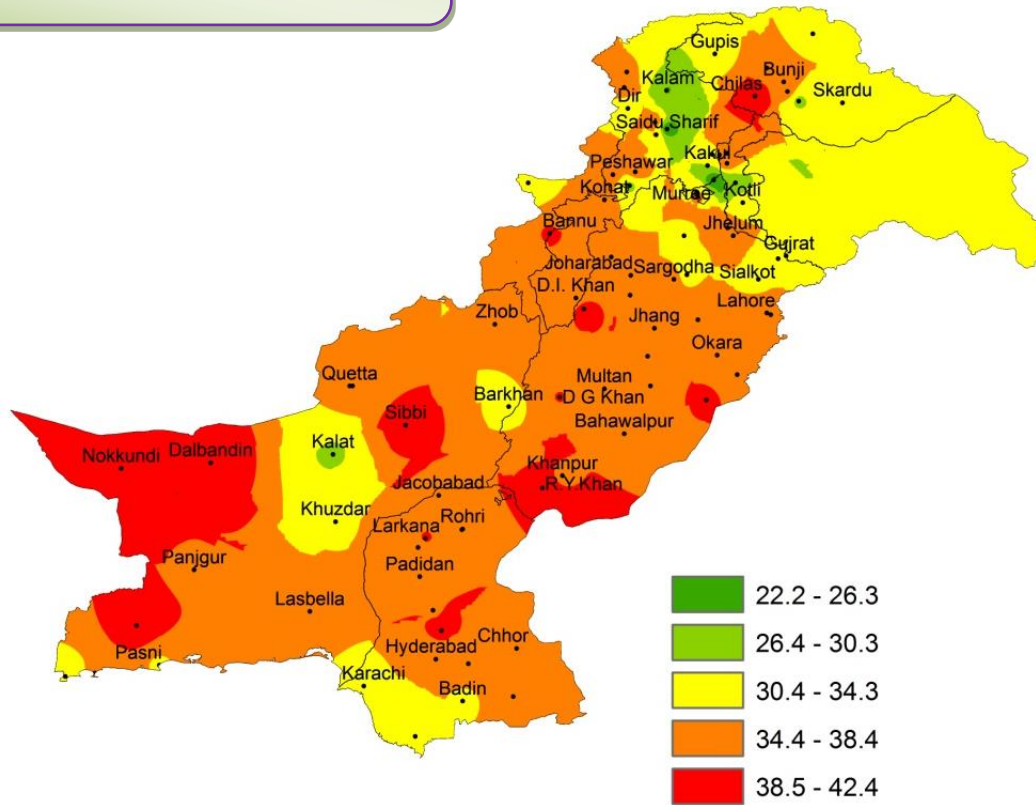 Gupis
Bunji
Kalam
Chilas
Skardu
Dir
Saidu Sharif
Kakul
Peshawar
Kohat
Murree
Kotli
Bannu
Jhelum
Gujrat
Joharabad
Sargodha
Sialkot
D.I. Khan
Lahore
Zhob
Jhang
Okara
Quetta
Multan
Barkhan
D G Khan
Sibbi
Bahawalpur
Kalat
Nokkundi
Dalbandin
Khanpur
Jacobabad
R Y Khan
Khuzdar
Larkana
Rohri
Panjgur
Padidan
Lasbella
Chhor
Hyderabad
Pasni
Karachi
Badin
22.2 - 26.3
26.4 - 30.3
30.4 - 34.3
34.4 - 38.4
38.5 - 42.4